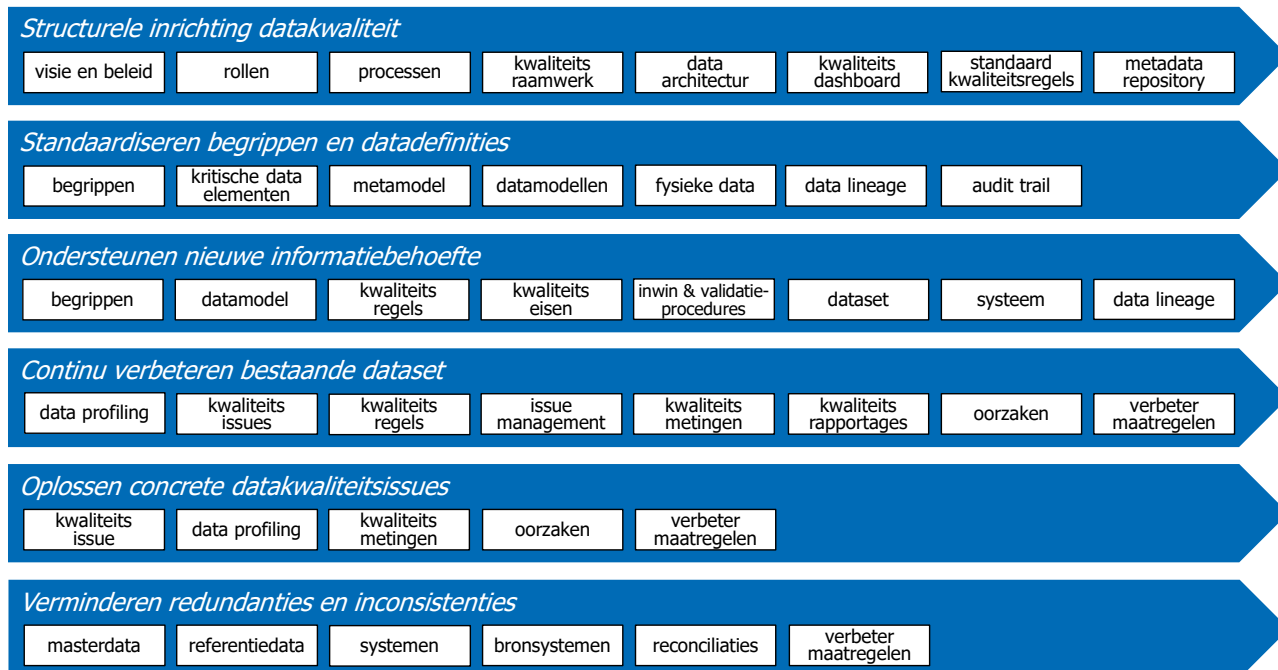 Structurele inrichting datakwaliteit
visie en beleid
rollen
processen
kwaliteits
raamwerk
data
architectur
kwaliteits
dashboard
standaard
kwaliteitsregels
metadata
repository
Standaardiseren begrippen en datadefinities
begrippen
kritische data
elementen
metamodel
datamodellen
fysieke data
data lineage
audit trail
Ondersteunen nieuwe informatiebehoefte
begrippen
datamodel
kwaliteits
regels
kwaliteits
eisen
inwin & validatie-
procedures
dataset
systeem
data lineage
Continu verbeteren bestaande dataset
data profiling
kwaliteits
issues
kwaliteits
regels
issue
management
kwaliteits
metingen
kwaliteits
rapportages
oorzaken
verbeter
maatregelen
Oplossen concrete datakwaliteitsissues
kwaliteits
issue
data profiling
kwaliteits
metingen
oorzaken
verbeter
maatregelen
Verminderen redundanties en inconsistenties
masterdata
referentiedata
systemen
bronsystemen
reconciliaties
verbeter
maatregelen